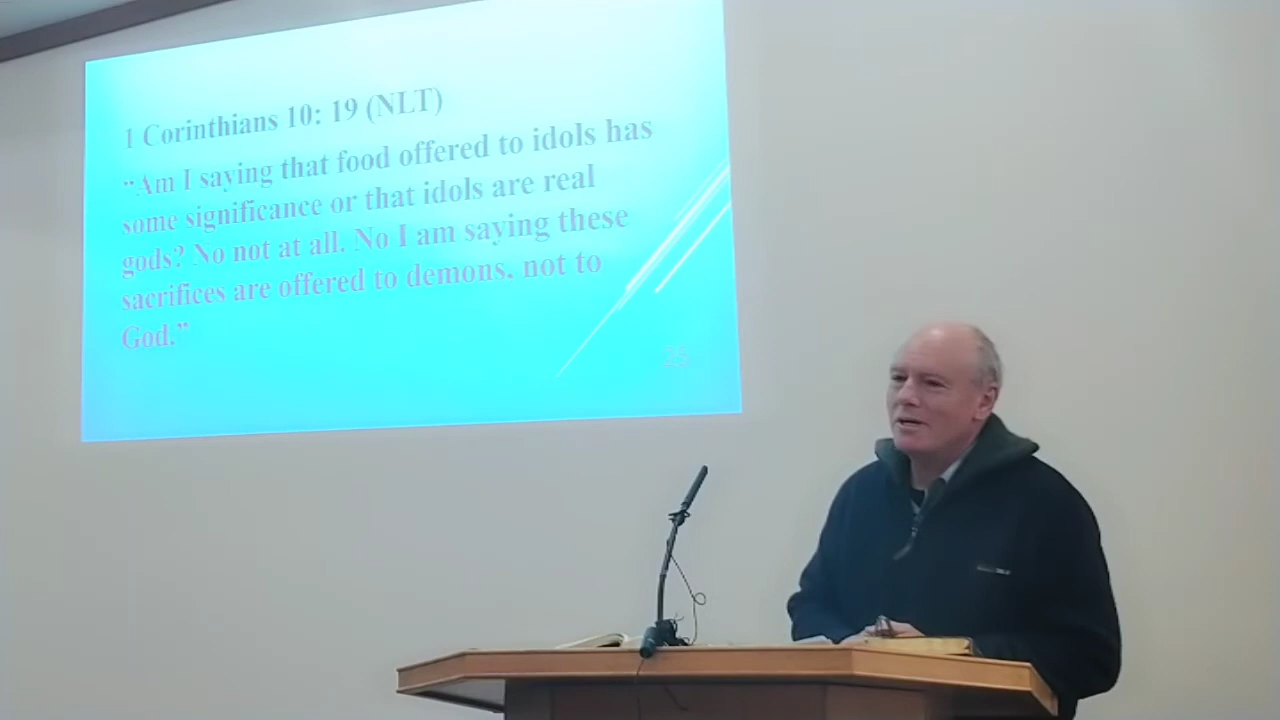 1 Corinthians 10: 19 (NLT)
“Am I saying that food offered to idols has
some significance or that idols are real
gods? No not at all. No I am saying these
sacrifices are offered to demons, not to
God.”
25